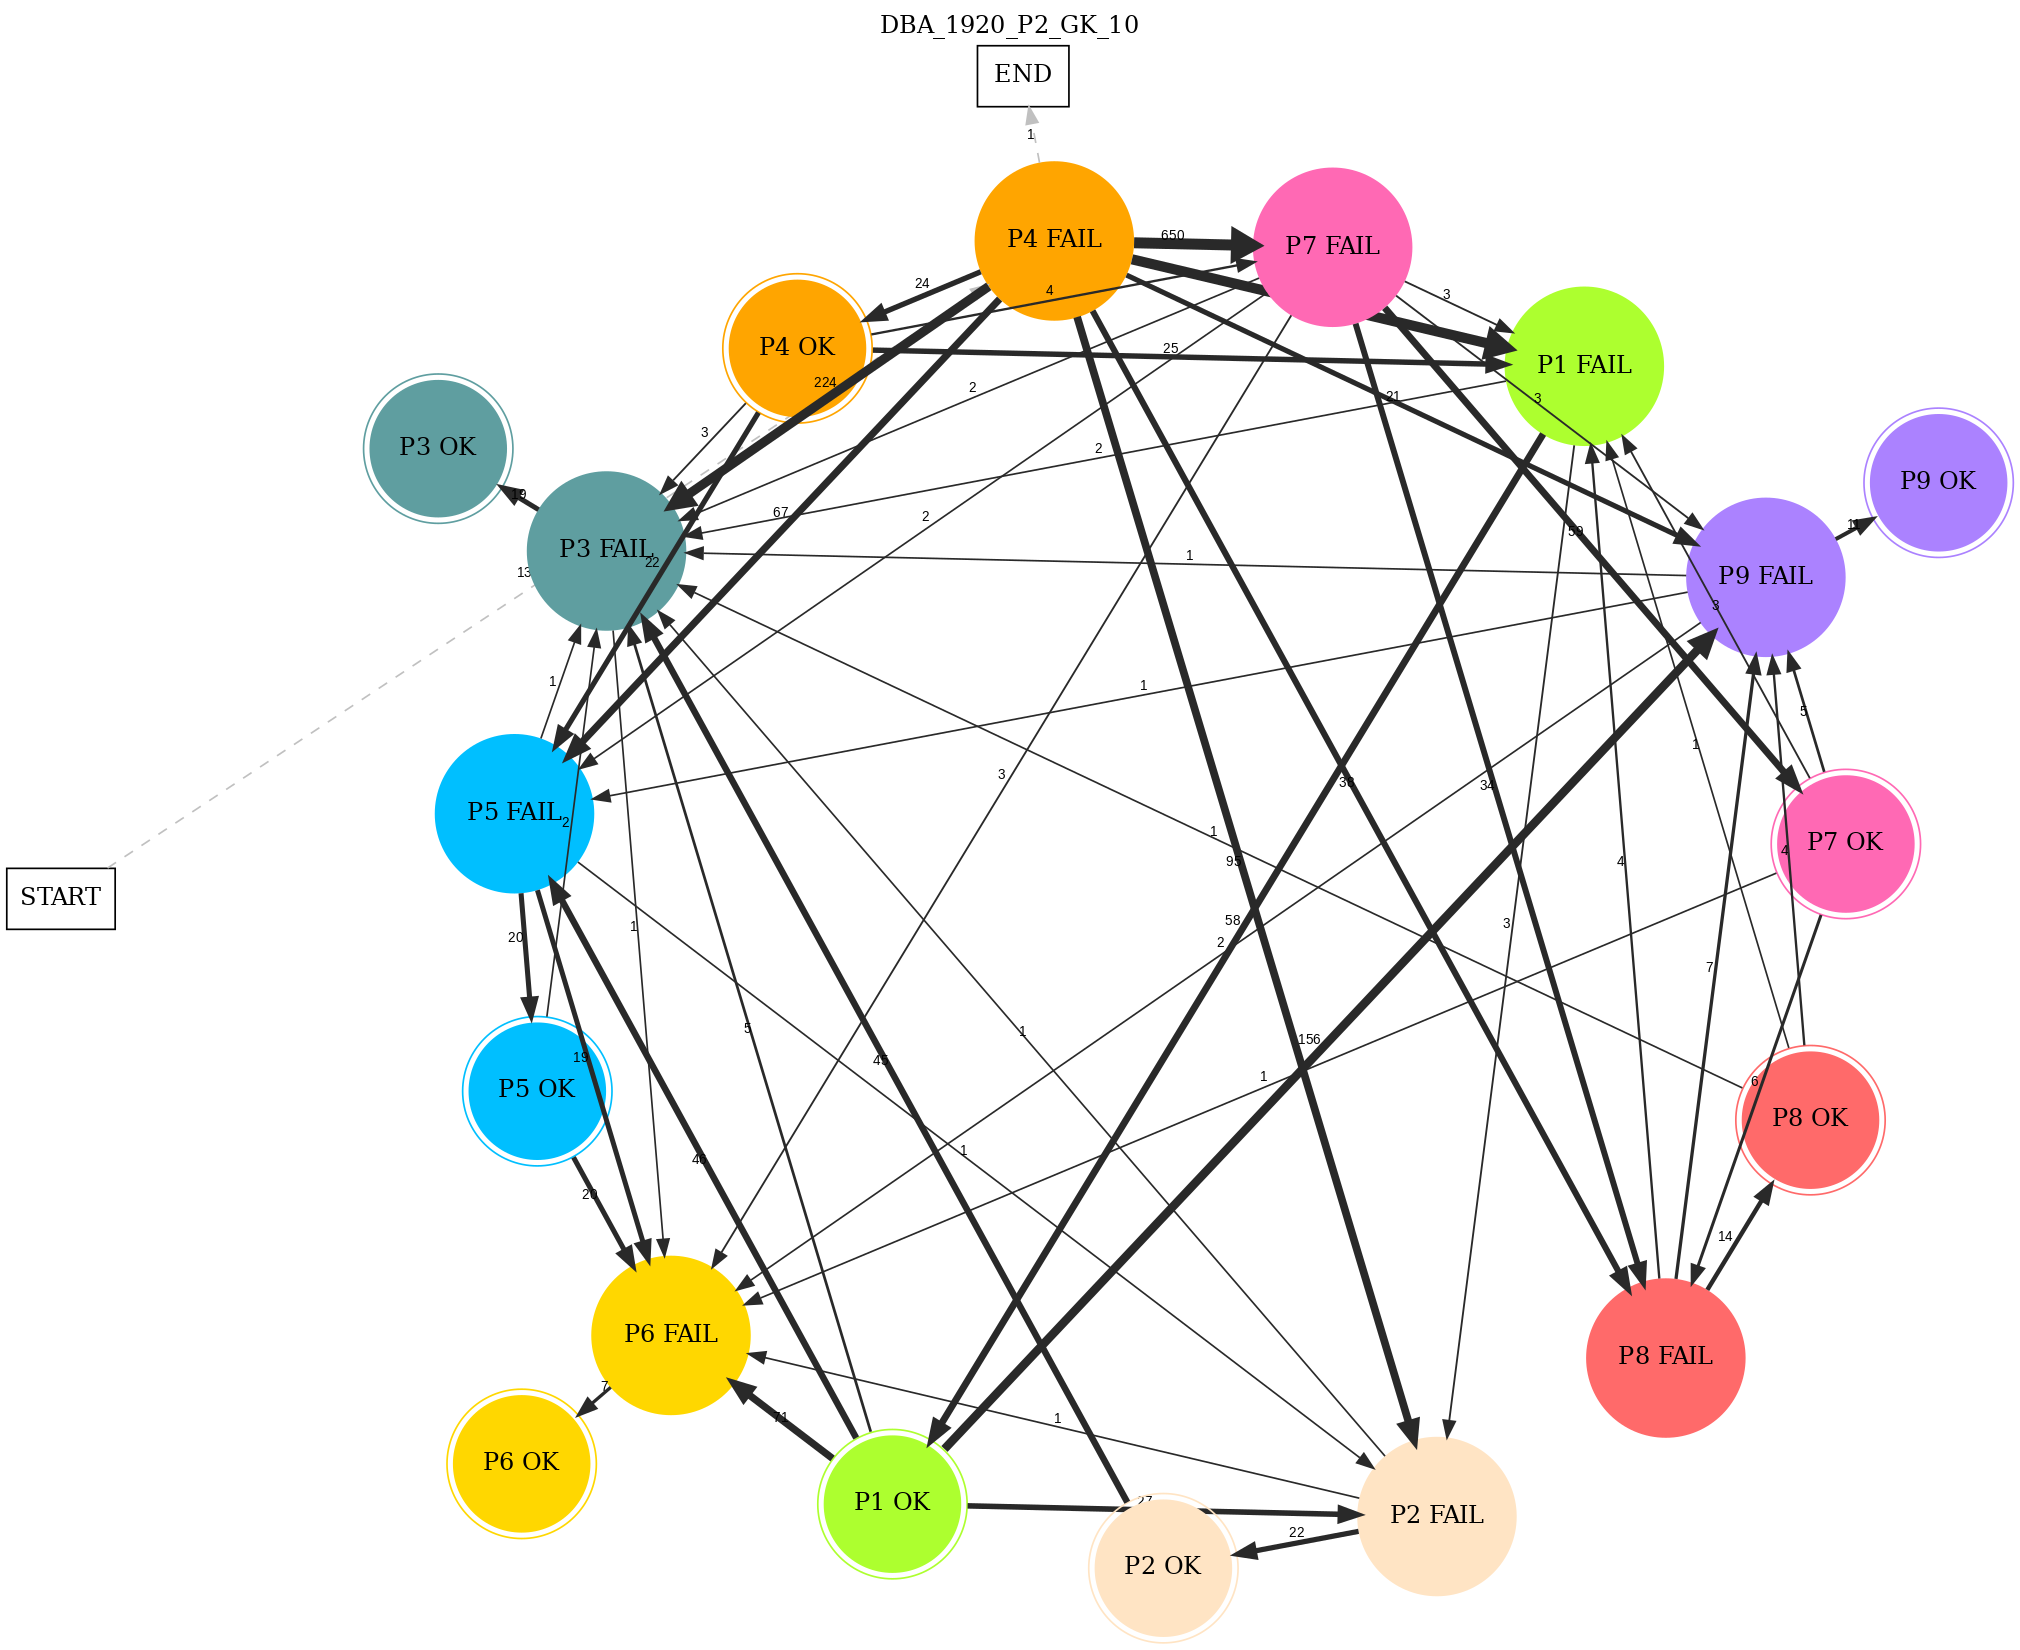 DBA_1920_P2_GK_10
END
1
P4 FAIL
650
P7 FAIL
24
4
3
P4 OK
25
P1 FAIL
224
2
21
3
3
P3 OK
2
P9 OK
19
67
2
59
11
P3 FAIL
22
1
P9 FAIL
13
3
1
1
5
1
3
38
34
P5 FAIL
2
1
P7 OK
95
4
4
START
58
3
1
20
2
7
5
1
156
19
45
1
6
P5 OK
P8 OK
46
1
20
14
P6 FAIL
P8 FAIL
7
71
1
P6 OK
P1 OK
27
P2 FAIL
22
P2 OK